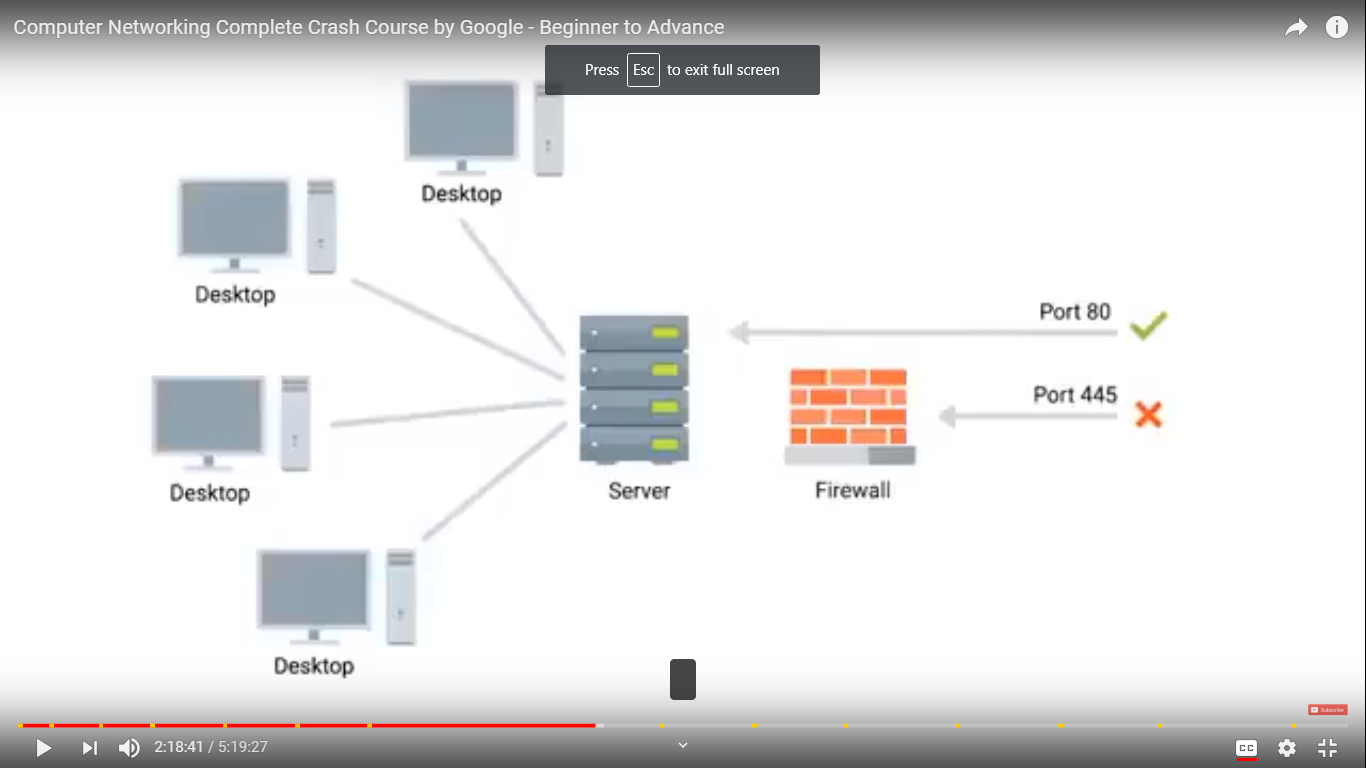 Computer Networking Complete Crash Course by Google - Beginner to Advance
Press Esc to exit full screen
Desktop
Desktop
Port 80
Port 445
Desktop
Server
Firewall
Desktop
Subscribe
2:18:41 / 5:19:27
CC